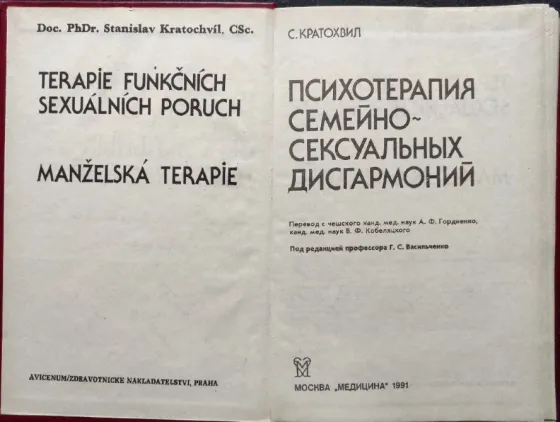 Doc. PhDr. Stanislav Kratochvíl, CSc.
TERAPIE FUNKČNÍCH
SEXUÁLNÍCH PORUCH
MANŽELSKÁ TERAPIE
AVICENUM/ZDRAVOTNICKE NAKLADATELSTVI, PRAHA
С. КРАТОХВИЛ
ПСИХОТЕРАПИЯ
СЕМЕЙНО-
СЕКСУАЛЬНЫХ
ДИСГАРМОНИЙ
Перевод с чешского канд. мед. наук А. Ф. Гордиенко,
канд. мед. наук В. Ф. Кобеляцкого
Под редакцией профессора Г. С. Васильченко
МОСКВА „МЕДИЦИНА" 1991